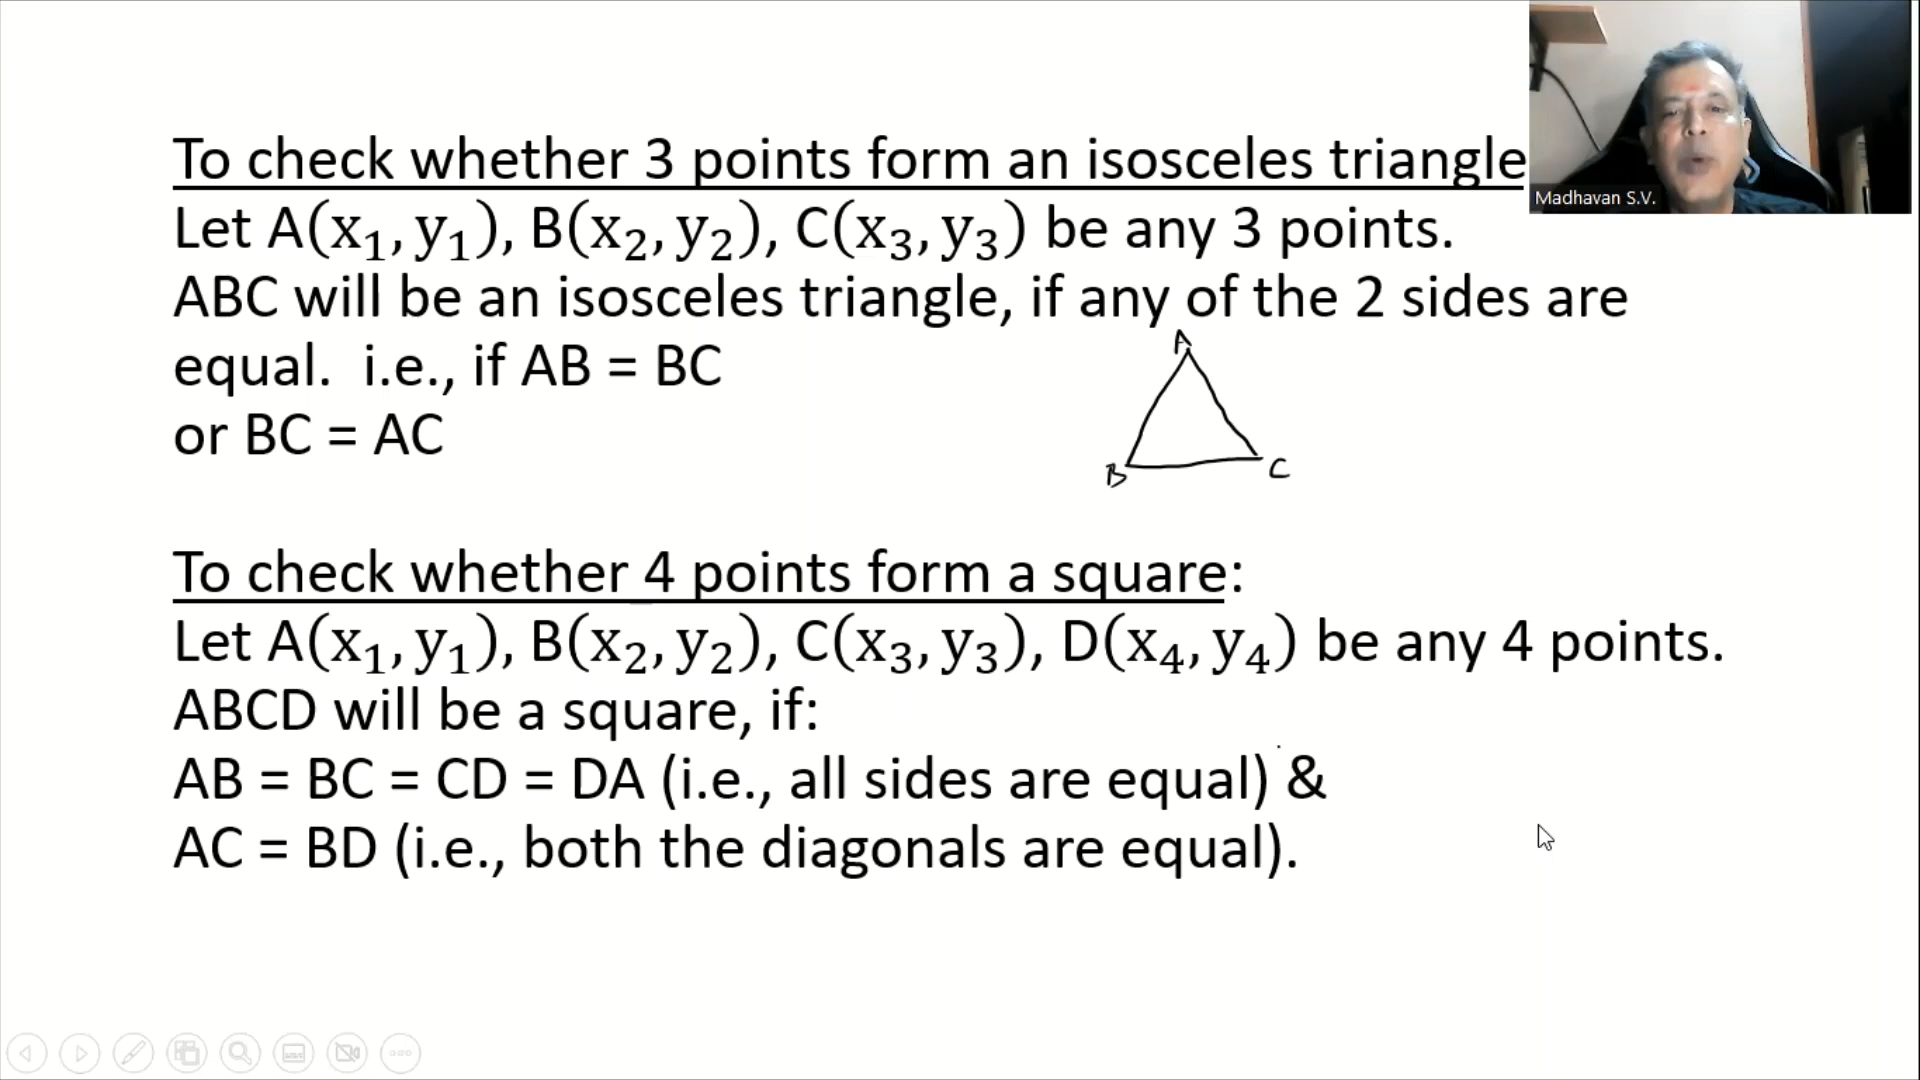 To check whether 3 points form an isosceles triangle
Madhavan S.V.
Let A(x₁, y₁), B(x₂, y₂), C(x₃, y₃) be any 3 points.
ABC will be an isosceles triangle, if any of the 2 sides are
equal. i.e., if AB = BC
or BC = AC
A
B
C
To check whether 4 points form a square:
Let A(x₁, y₁), B(x₂, y₂), C(x₃, y₃), D(x₄, y₄) be any 4 points.
ABCD will be a square, if:
AB = BC = CD = DA (i.e., all sides are equal) &
AC = BD (i.e., both the diagonals are equal).